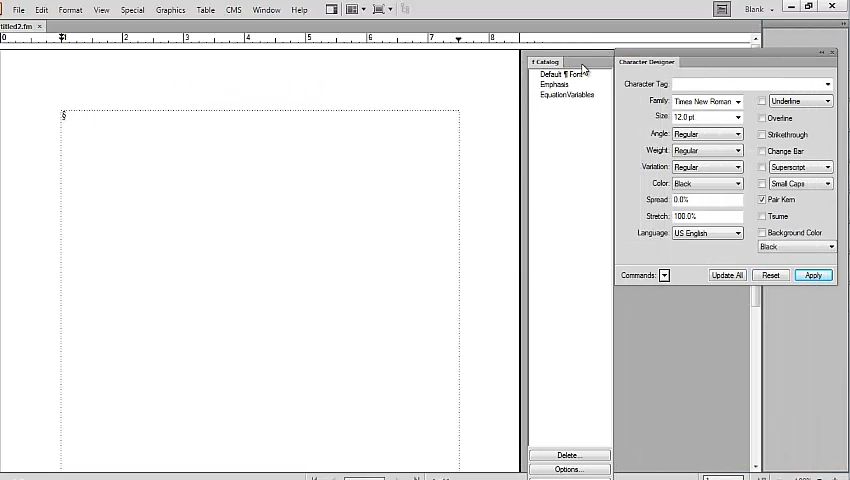 File Edit Format View Special Graphics Table CMS Window Help Blank
titled2.fm ×
0 1 2 3 4 5 6 7 8
f Catalog
Character Designer
Default ¶ Font
Emphasis
EquationVariables
Character Tag:
Family: Times New Roman Underline
Size: 12.0 pt Overline
Angle: Regular Strikethrough
Weight: Regular Change Bar
Variation: Regular Superscript
Color: Black Small Caps
Spread: 0.0% Pair Kern
Stretch: 100.0% Tsume
Language: US English Background Color
Black
Commands: Update All Reset Apply
§
Delete...
Options...